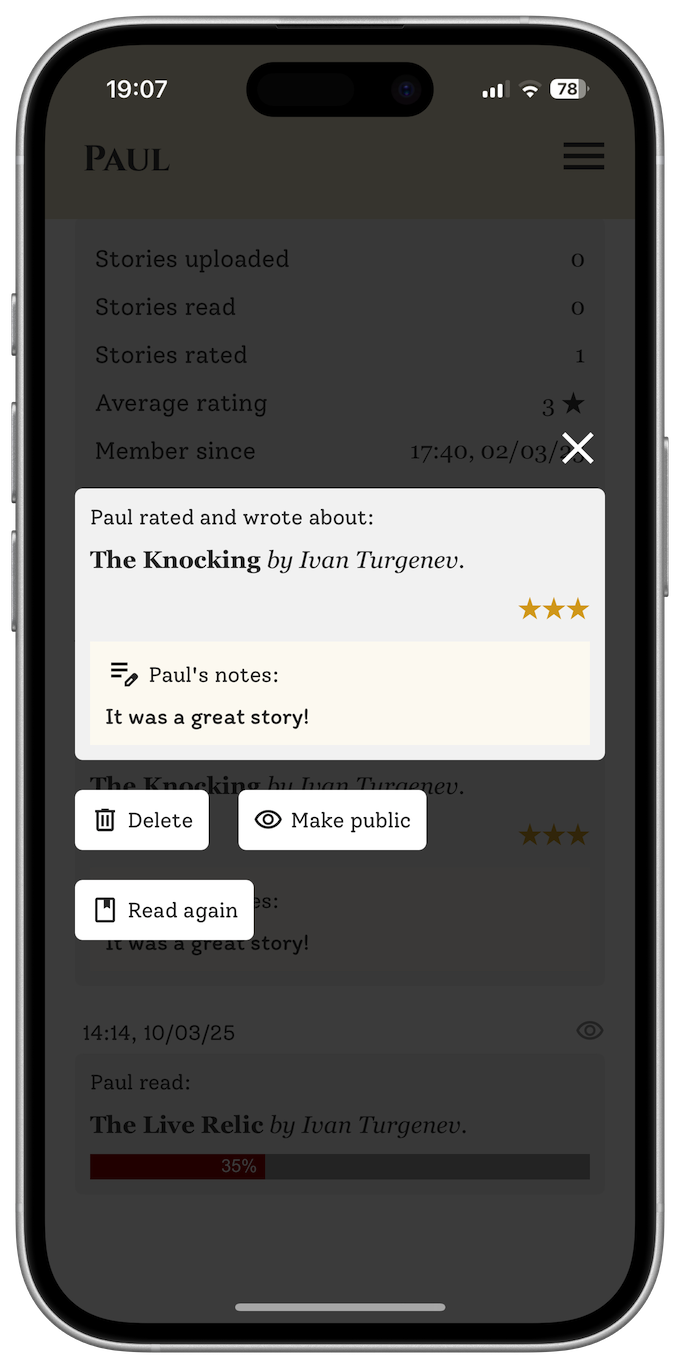 19:07
78
Paul
Stories uploaded 0
Stories read 0
Stories rated 1
Average rating 3 ★
Member since 17:40, 02/03/25
Paul rated and wrote about:
The Knocking by Ivan Turgenev.
★★★
Paul's notes:
It was a great story!
The Knocking by Ivan Turgenev.
Delete
Make public
★★★
Read again
es:
It was a great story!
14:14, 10/03/25
Paul read:
The Live Relic by Ivan Turgenev.
35%